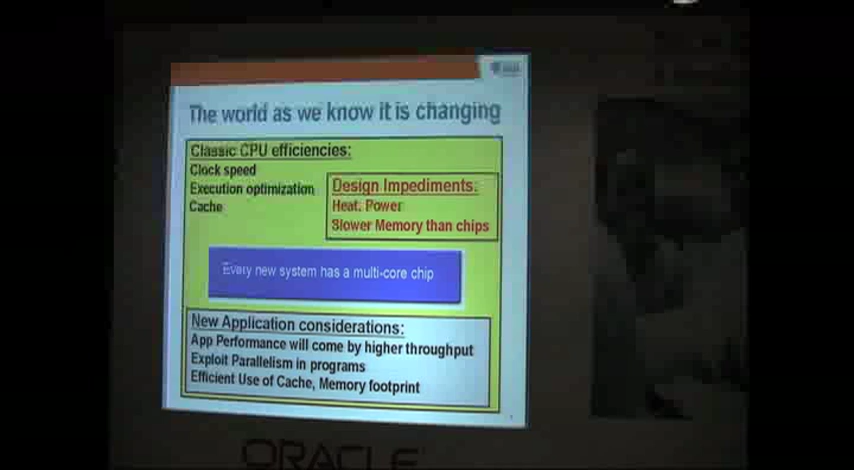 The world as we know it is changing
Classic CPU efficiencies:
Clock speed
Execution optimization
Cache
Design Impediments:
Heat, Power
Slower Memory than chips
Every new system has a multi-core chip
New Application considerations:
App Performance will come by higher throughput
Exploit Parallelism in programs
Efficient Use of Cache, Memory footprint
ORACLE